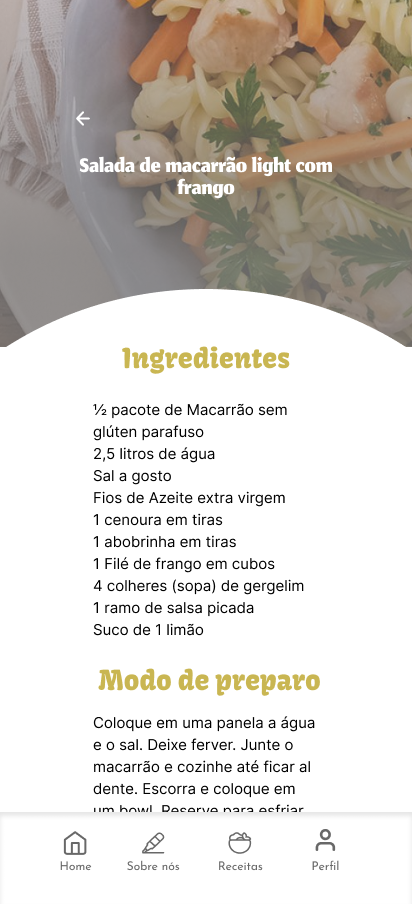 Salada de macarrão light com
frango
Ingredientes
½ pacote de Macarrão sem
glúten parafuso
2,5 litros de água
Sal a gosto
Fios de Azeite extra virgem
1 cenoura em tiras
1 abobrinha em tiras
1 Filé de frango em cubos
4 colheres (sopa) de gergelim
1 ramo de salsa picada
Suco de 1 limão
Modo de preparo
Coloque em uma panela a água
e o sal. Deixe ferver. Junte o
macarrão e cozinhe até ficar al
dente. Escorra e coloque em
um bowl. Reserve para esfriar
Home
Sobre nós
Receitas
Perfil